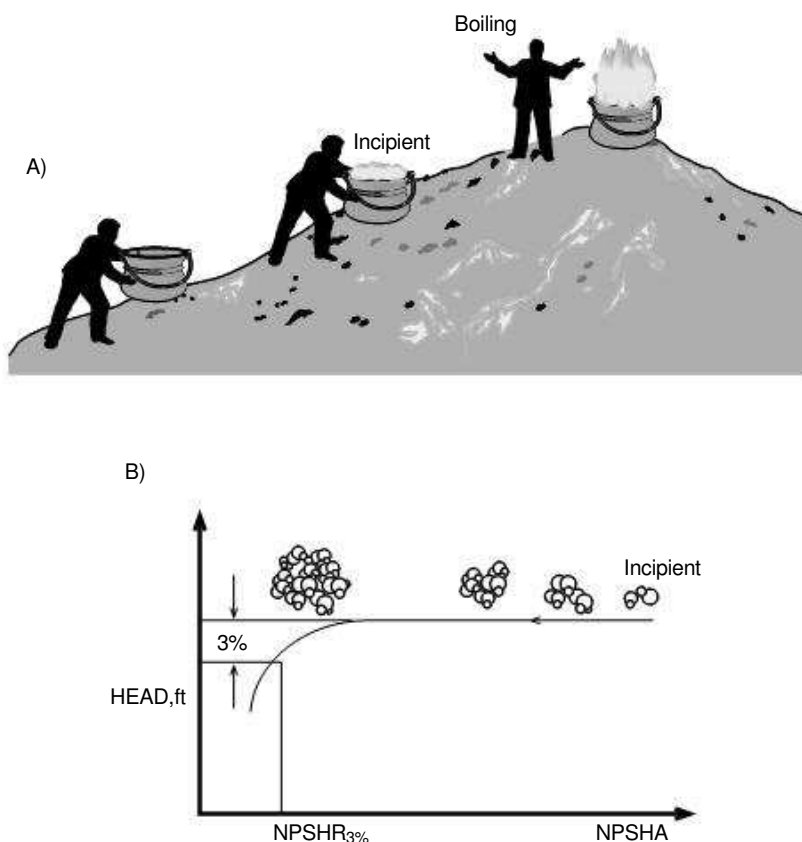 Boiling
Incipient
A)
B)
Incipient
3%
HEAD,ft
NPSHR3%
NPSHA